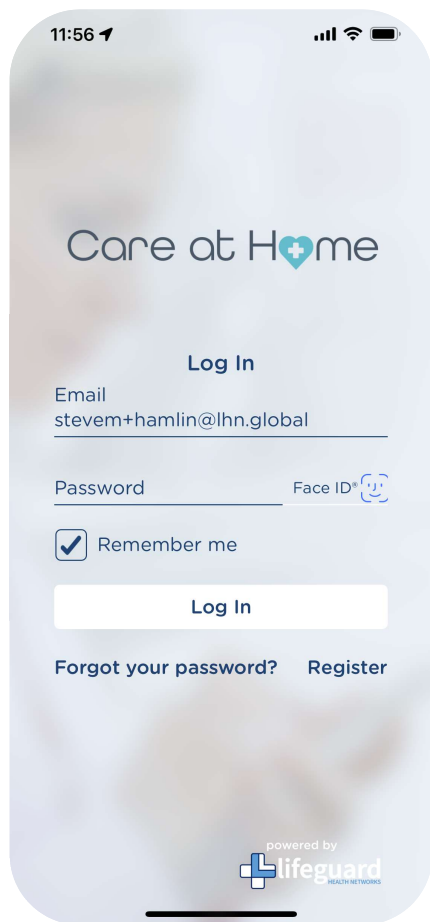 11:56
Care at Home
Log In
Email
stevem+hamlin@lhn.global
Password Face ID®
Remember me
Log In
Forgot your password? Register
powered by
lifeguard
HEALTH NETWORKS